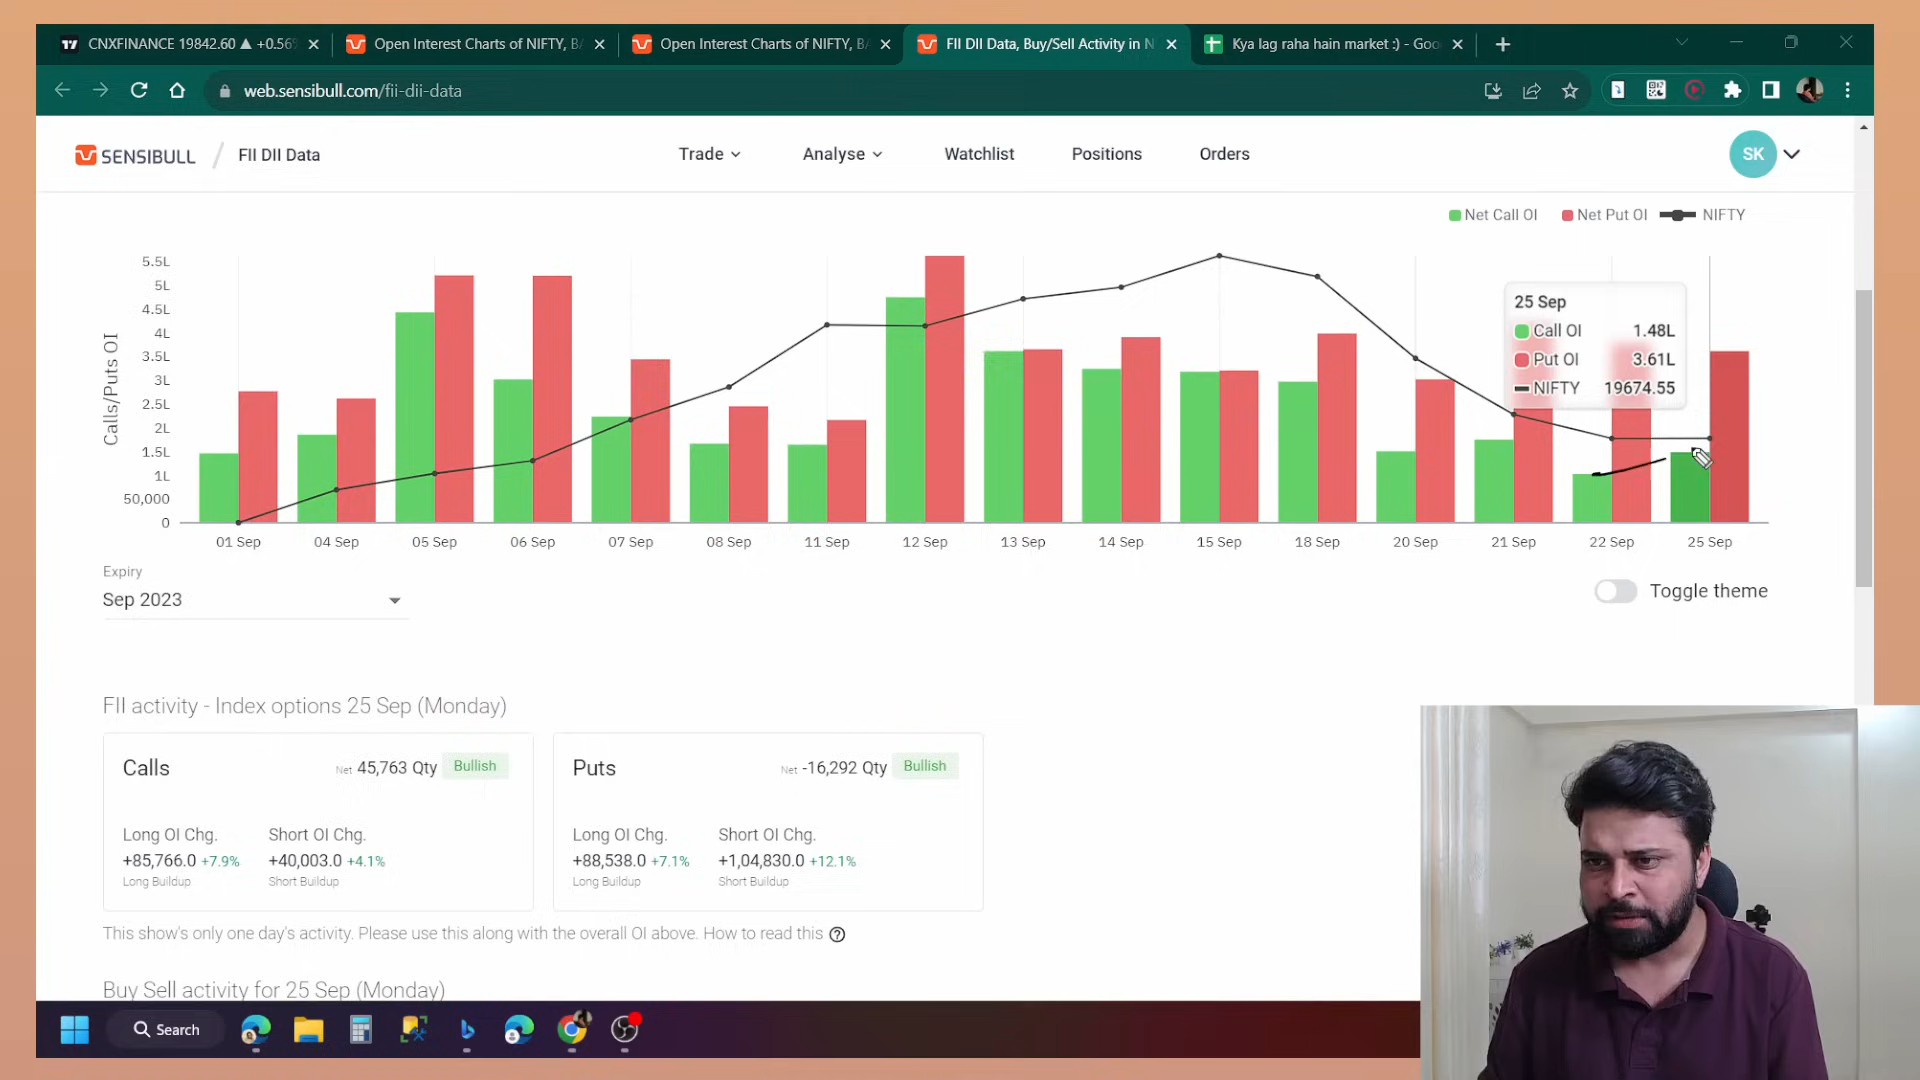 CNXFINANCE 19842.60 ▲ +0.56%
Open Interest Charts of NIFTY, B
Open Interest Charts of NIFTY, B
FII DII Data, Buy/Sell Activity in N
Kya lag raha hain market :) - Goo
web.sensibull.com/fii-dii-data
SENSIBULL / FII DII Data
Trade
Analyse
Watchlist
Positions
Orders
SK
Net Call OI
Net Put OI
NIFTY
Calls/Puts OI
5.5L
5L
4.5L
4L
3.5L
3L
2.5L
2L
1.5L
1L
50,000
0
25 Sep
Call OI 1.48L
Put OI 3.61L
NIFTY 19674.55
01 Sep
04 Sep
05 Sep
06 Sep
07 Sep
08 Sep
11 Sep
12 Sep
13 Sep
14 Sep
15 Sep
18 Sep
20 Sep
21 Sep
22 Sep
25 Sep
Expiry
Sep 2023
Toggle theme
FII activity - Index options 25 Sep (Monday)
Calls
Net 45,763 Qty Bullish
Long OI Chg.
+85,766.0 +7.9%
Long Buildup
Short OI Chg.
+40,003.0 +4.1%
Short Buildup
Puts
Net -16,292 Qty Bullish
Long OI Chg.
+88,538.0 +7.1%
Long Buildup
Short OI Chg.
+1,04,830.0 +12.1%
Short Buildup
This show's only one day's activity. Please use this along with the overall OI above. How to read this ?
Buy Sell activity for 25 Sep (Monday)
Search